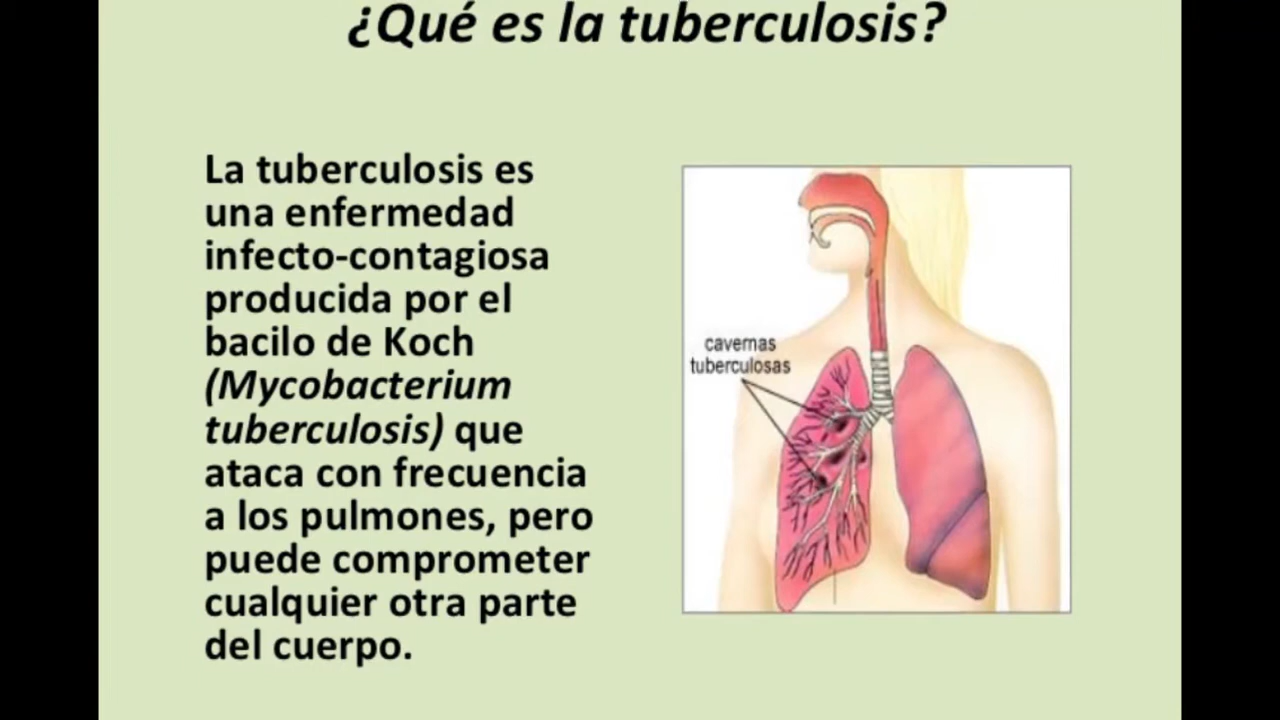 ¿Qué es la tuberculosis?
La tuberculosis es
una enfermedad
infecto-contagiosa
producida por el
bacilo de Koch
(Mycobacterium
tuberculosis) que
ataca con frecuencia
a los pulmones, pero
puede comprometer
cualquier otra parte
del cuerpo.
cavernas
tuberculosas